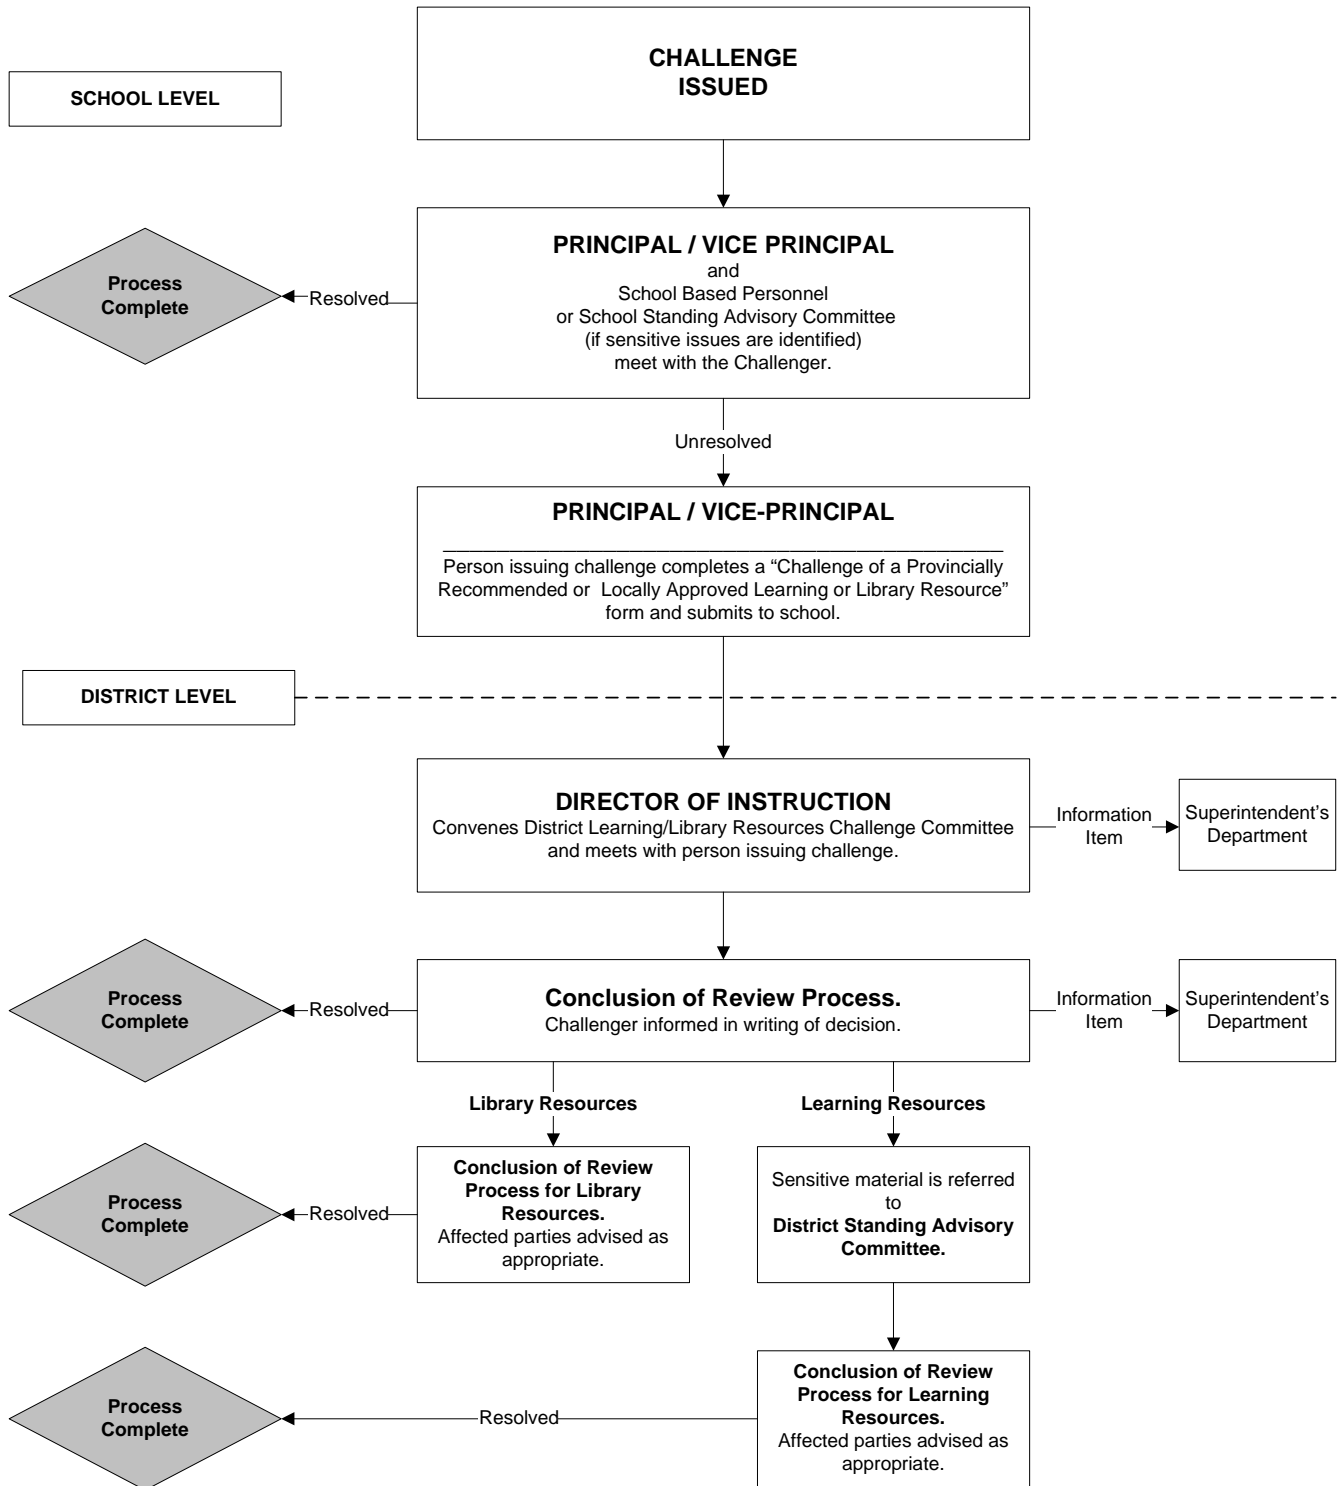 CHALLENGE
ISSUED
SCHOOL LEVEL
PRINCIPAL / VICE PRINCIPAL
and
School Based Personnel
or School Standing Advisory Committee
(if sensitive issues are identified)
meet with the Challenger.
Resolved
Process
Complete
Unresolved
PRINCIPAL / VICE-PRINCIPAL
Person issuing challenge completes a “Challenge of a Provincially
Recommended or Locally Approved Learning or Library Resource”
form and submits to school.
DISTRICT LEVEL
DIRECTOR OF INSTRUCTION
Convenes District Learning/Library Resources Challenge Committee
and meets with person issuing challenge.
Information
Item
Superintendent’s
Department
Conclusion of Review Process.
Challenger informed in writing of decision.
Resolved
Process
Complete
Information
Item
Superintendent’s
Department
Library Resources
Learning Resources
Conclusion of Review
Process for Library
Resources.
Affected parties advised as
appropriate.
Resolved
Process
Complete
Sensitive material is referred
to
District Standing Advisory
Committee.
Conclusion of Review
Process for Learning
Resources.
Affected parties advised as
appropriate.
Resolved
Process
Complete